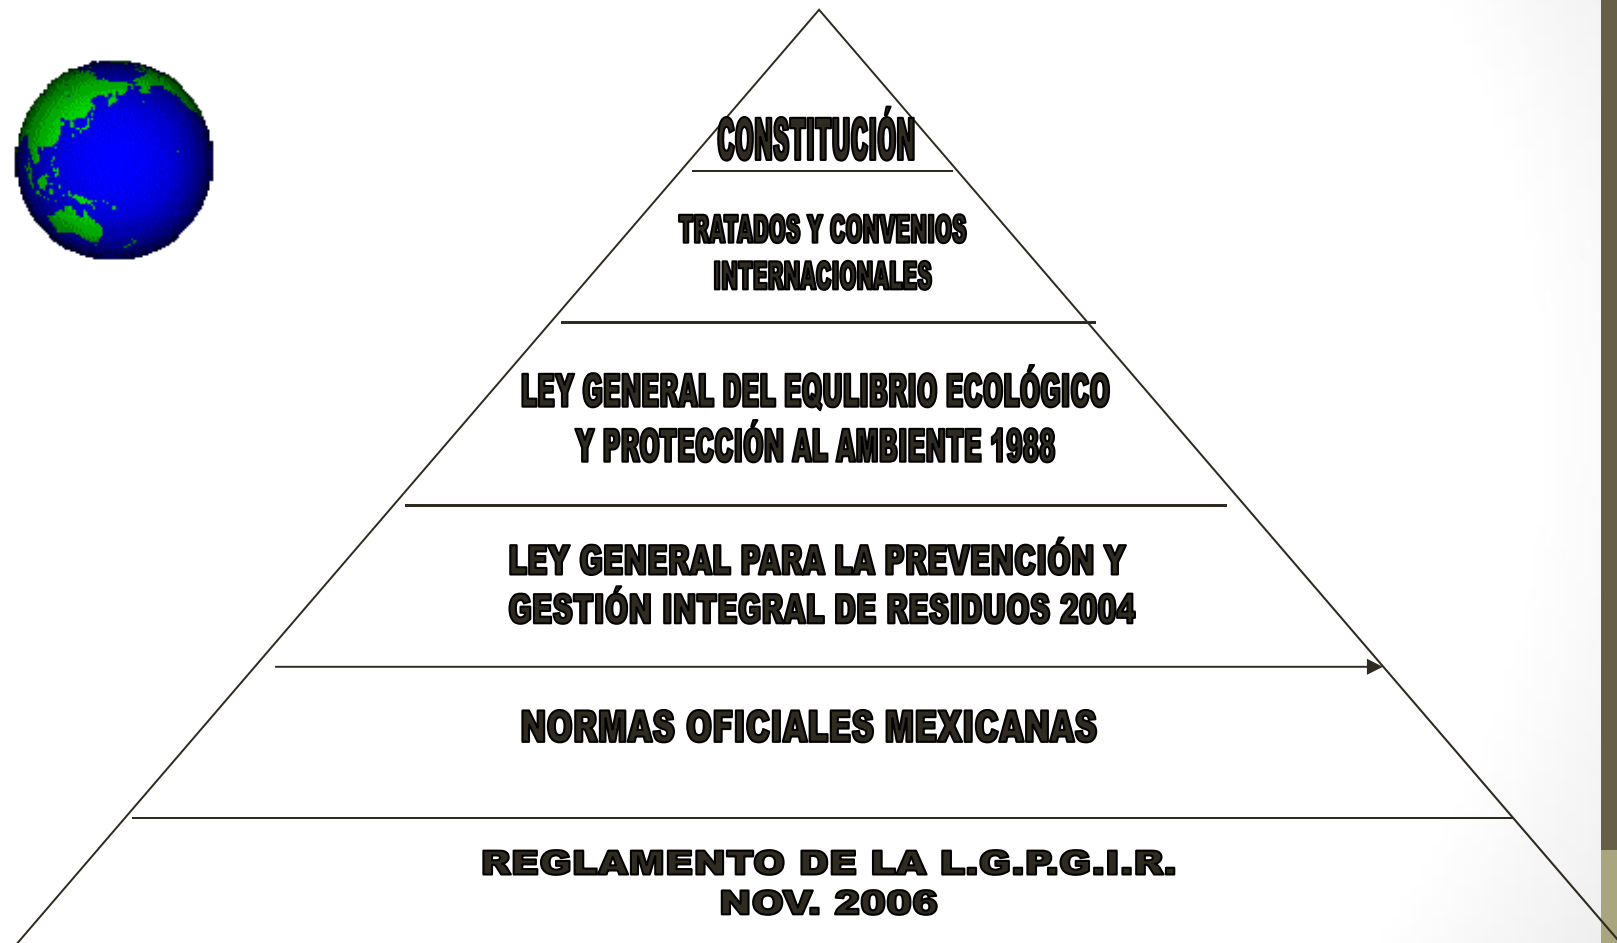 CONSTITUCIÓN
TRATADOS Y CONVENIOS
INTERNACIONALES
LEY GENERAL DEL EQULIBRIO ECOLÓGICO
Y PROTECCIÓN AL AMBIENTE 1988
LEY GENERAL PARA LA PREVENCIÓN Y
GESTIÓN INTEGRAL DE RESIDUOS 2004
NORMAS OFICIALES MEXICANAS
REGLAMENTO DE LA L.G.P.G.I.R.
NOV. 2006